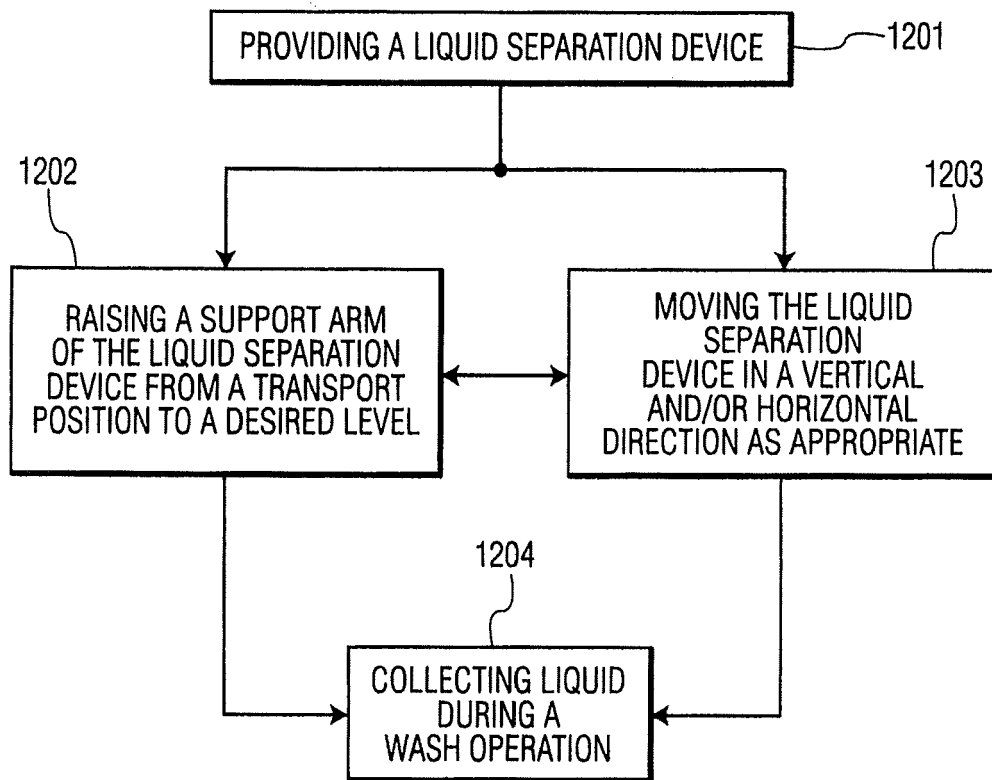 PROVIDING A LIQUID SEPARATION DEVICE
1201
1202
RAISING A SUPPORT ARM
OF THE LIQUID SEPARATION
DEVICE FROM A TRANSPORT
POSITION TO A DESIRED LEVEL
1203
MOVING THE LIQUID
SEPARATION
DEVICE IN A VERTICAL
AND/OR HORIZONTAL
DIRECTION AS APPROPRIATE
1204
COLLECTING LIQUID
DURING A
WASH OPERATION